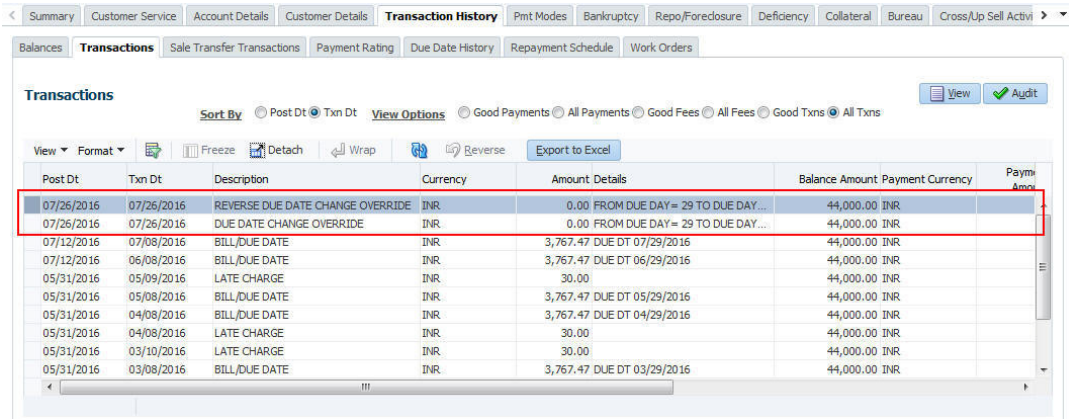 Summary Customer Service Account Details Customer Details Transaction History Pmt Modes Bankruptcy Repo/Foreclosure Deficiency Collateral Bureau Cross/Up Sell Activi
Balances Transactions Sale Transfer Transactions Payment Rating Due Date History Repayment Schedule Work Orders
Transactions View Audit
Sort By Post Dt Txn Dt View Options Good Payments All Payments Good Fees All Fees Good Txns All Txns
View Format Freeze Detach Wrap Reverse Export to Excel
Post Dt Txn Dt Description Currency Amount Details Balance Amount Payment Currency
07/26/2016 07/26/2016 REVERSE DUE DATE CHANGE OVERRIDE INR 0.00 FROM DUE DAY= 29 TO DUE DAY... 44,000.00 INR
07/26/2016 07/26/2016 DUE DATE CHANGE OVERRIDE INR 0.00 FROM DUE DAY= 29 TO DUE DAY... 44,000.00 INR
07/12/2016 07/08/2016 BILL/DUE DATE INR 3,767.47 DUE DT 07/29/2016 44,000.00 INR
07/12/2016 06/08/2016 BILL/DUE DATE INR 3,767.47 DUE DT 06/29/2016 44,000.00 INR
05/31/2016 05/09/2016 LATE CHARGE INR 30.00 44,000.00 INR
05/31/2016 05/08/2016 BILL/DUE DATE INR 3,767.47 DUE DT 05/29/2016 44,000.00 INR
05/31/2016 04/08/2016 BILL/DUE DATE INR 3,767.47 DUE DT 04/29/2016 44,000.00 INR
05/31/2016 04/08/2016 LATE CHARGE INR 30.00 44,000.00 INR
05/31/2016 03/10/2016 LATE CHARGE INR 30.00 44,000.00 INR
05/31/2016 03/08/2016 BILL/DUE DATE INR 3,767.47 DUE DT 03/29/2016 44,000.00 INR